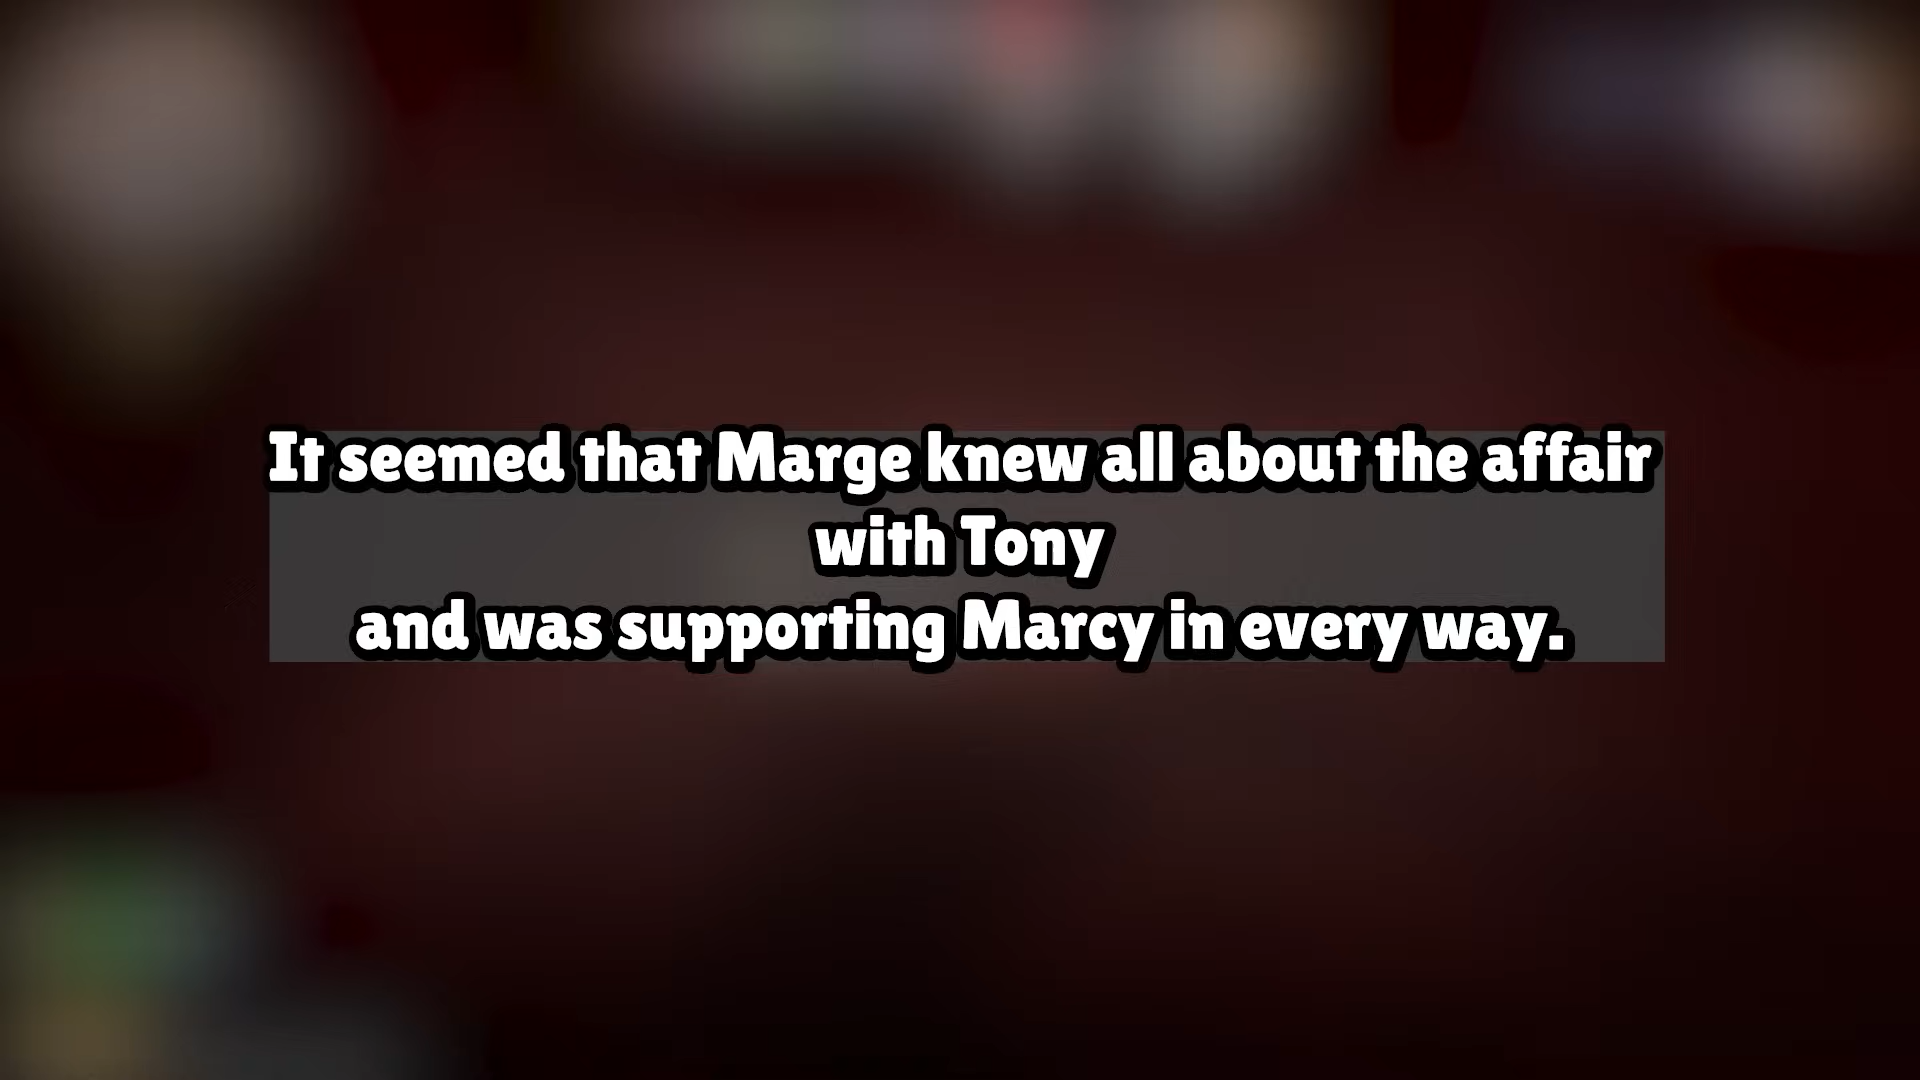 It seemed that Marge knew all about the affair
with Tony
and was supporting Marcy in every way.